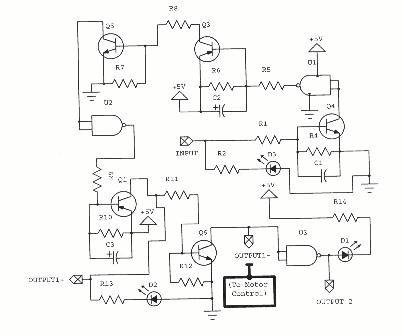 R8
Q5
Q3
+5V
U1
R7
R6
R5
+5V
C2
U2
Q4
R1
R4
INPUT
R2
D3
C1
R9
Q1
R11
+5V
R14
R10
+5V
C3
Q6
U3
D1
OUTPUT1-
R12
OUTPUT1-
R13
D2
(To Motor
Control)
OUTPUT 2